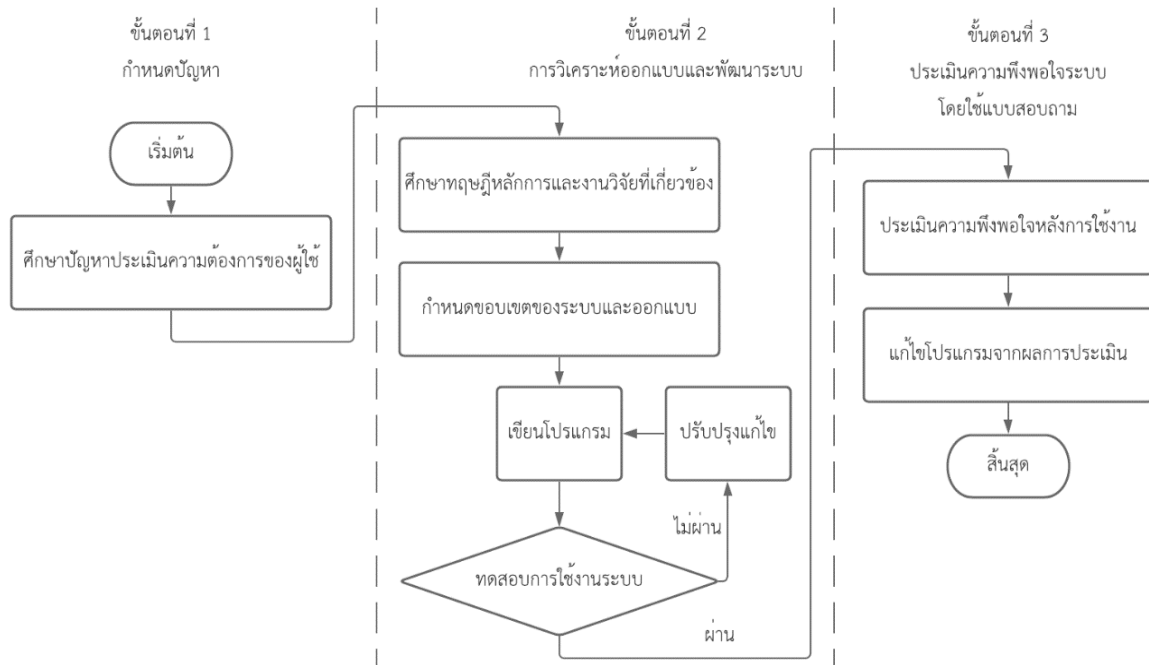 ขั้นตอนที่ 1
กำหนดปัญหา
เริ่มต้น
ศึกษาปัญหาประเมินความต้องการของผู้ใช้
ขั้นตอนที่ 2
การวิเคราะห์ออกแบบและพัฒนาระบบ
ศึกษาทฤษฎีหลักการและงานวิจัยที่เกี่ยวข้อง
กำหนดขอบเขตของระบบและออกแบบ
เขียนโปรแกรม
ปรับปรุงแก้ไข
ไม่ผ่าน
ทดสอบการใช้งานระบบ
ผ่าน
ขั้นตอนที่ 3
ประเมินความพึงพอใจระบบ
โดยใช้แบบสอบถาม
ประเมินความพึงพอใจหลังการใช้งาน
แก้ไขโปรแกรมจากผลการประเมิน
สิ้นสุด